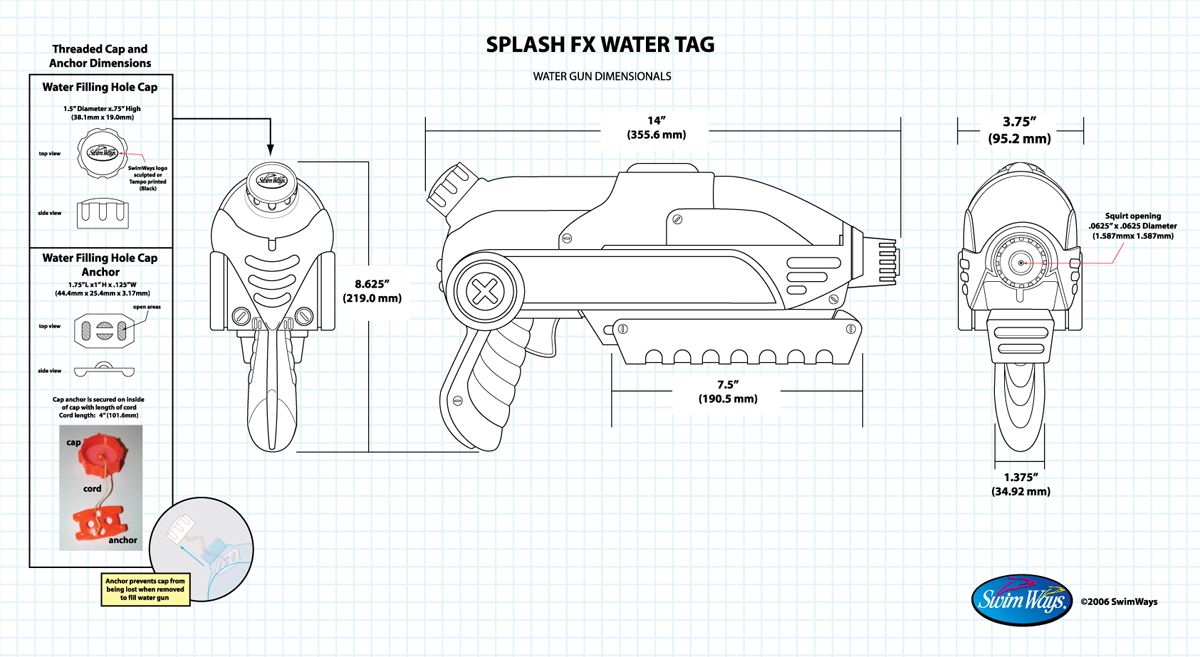 SPLASH FX WATER TAG
WATER GUN DIMENSIONALS
Threaded Cap and
Anchor Dimensions
Water Filling Hole Cap
1.5” Diameter x.75” High
(38.1mm x 19.0mm)
top view
SwimWays
SwimWays logo
sculpted or
Tampo printed
(Black)
side view
Water Filling Hole Cap
Anchor
1.75”L x1” H x .125”W
(44.4mm x 25.4mm x 3.17mm)
open areas
top view
side view
Cap anchor is secured on inside
of cap with length of cord
Cord length: 4” (101.6mm)
cap
cord
anchor
Anchor prevents cap from
being lost when removed
to fill water gun
SwimWays
8.625”
(219.0 mm)
14”
(355.6 mm)
7.5”
(190.5 mm)
3.75”
(95.2 mm)
Squirt opening
.0625” x .0625 Diameter
(1.587mmx 1.587mm)
1.375”
(34.92 mm)
SwimWays
©2006 SwimWays